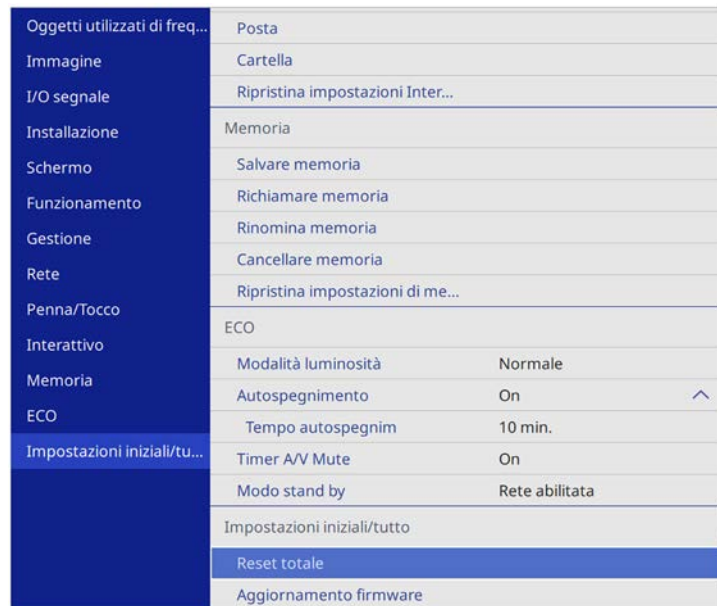 Oggetti utilizzati di freq...
Immagine
I/O segnale
Installazione
Schermo
Funzionamento
Gestione
Rete
Penna/Tocco
Interattivo
Memoria
ECO
Impostazioni iniziali/tu...
Posta
Cartella
Ripristina impostazioni Inter...
Memoria
Salvare memoria
Richiamare memoria
Rinomina memoria
Cancellare memoria
Ripristina impostazioni di me...
ECO
Modalità luminosità Normale
Autospegnimento On
Tempo autospegnim 10 min.
Timer A/V Mute On
Modo stand by Rete abilitata
Impostazioni iniziali/tutto
Reset totale
Aggiornamento firmware